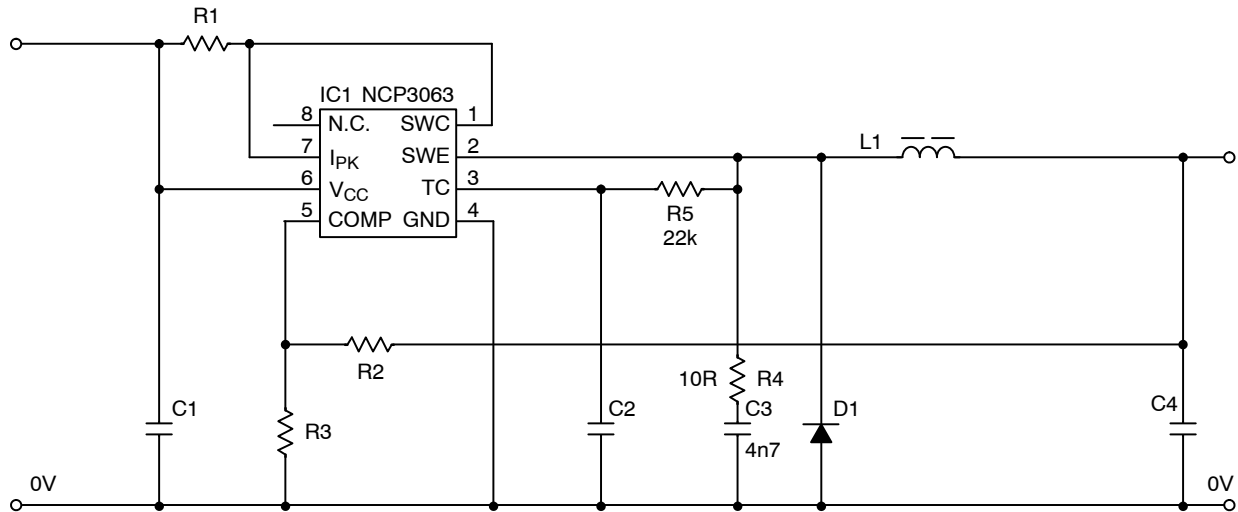 R1
IC1 NCP3063
8 N.C. SWC 1
7 IPK SWE 2
6 VCC TC 3
5 COMP GND 4
L1
R5
22k
R2
10R R4
C1
R3
C2
C3
4n7
D1
C4
0V
0V